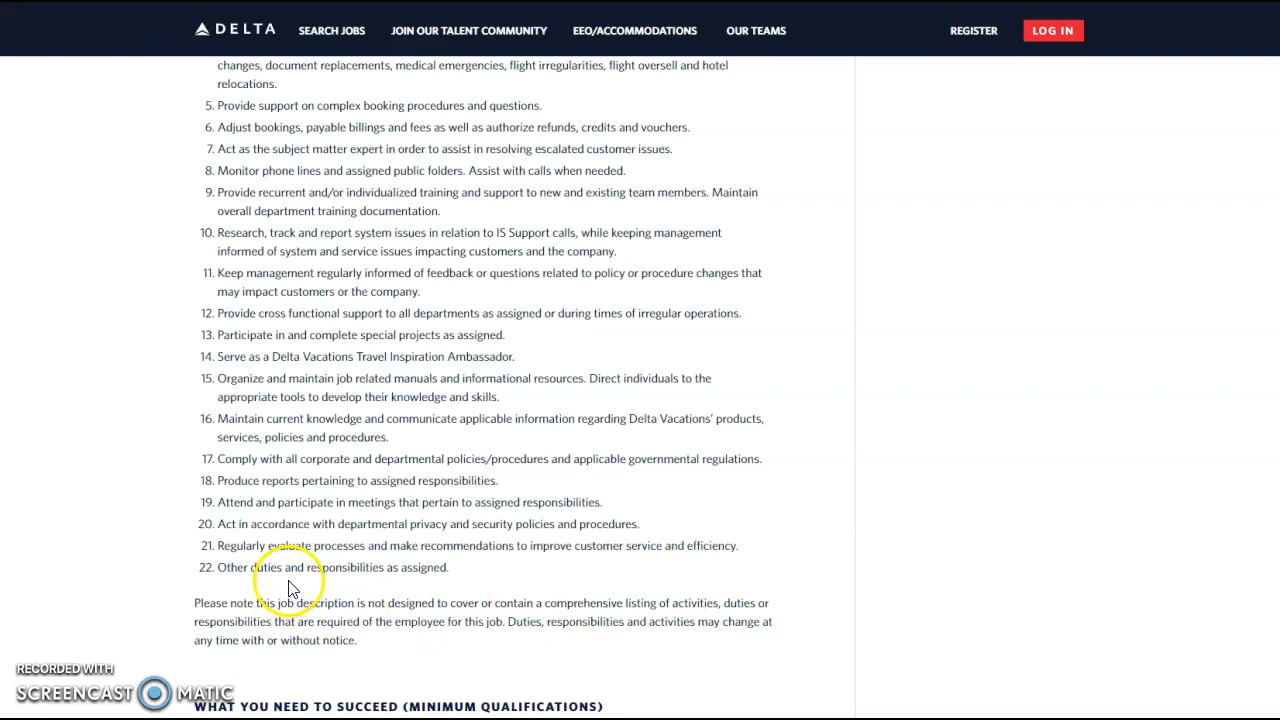 DELTA SEARCH JOBS JOIN OUR TALENT COMMUNITY EEO/ACCOMMODATIONS OUR TEAMS REGISTER LOG IN
changes, document replacements, medical emergencies, flight irregularities, flight oversell and hotel
relocations.
5. Provide support on complex booking procedures and questions.
6. Adjust bookings, payable billings and fees as well as authorize refunds, credits and vouchers.
7. Act as the subject matter expert in order to assist in resolving escalated customer issues.
8. Monitor phone lines and assigned public folders. Assist with calls when needed.
9. Provide recurrent and/or individualized training and support to new and existing team members. Maintain
overall department training documentation.
10. Research, track and report system issues in relation to IS Support calls, while keeping management
informed of system and service issues impacting customers and the company.
11. Keep management regularly informed of feedback or questions related to policy or procedure changes that
may impact customers or the company.
12. Provide cross functional support to all departments as assigned or during times of irregular operations.
13. Participate in and complete special projects as assigned.
14. Serve as a Delta Vacations Travel Inspiration Ambassador.
15. Organize and maintain job related manuals and informational resources. Direct individuals to the
appropriate tools to develop their knowledge and skills.
16. Maintain current knowledge and communicate applicable information regarding Delta Vacations' products,
services, policies and procedures.
17. Comply with all corporate and departmental policies/procedures and applicable governmental regulations.
18. Produce reports pertaining to assigned responsibilities.
19. Attend and participate in meetings that pertain to assigned responsibilities.
20. Act in accordance with departmental privacy and security policies and procedures.
21. Regularly evaluate processes and make recommendations to improve customer service and efficiency.
22. Other duties and responsibilities as assigned.
Please note this job description is not designed to cover or contain a comprehensive listing of activities, duties or
responsibilities that are required of the employee for this job. Duties, responsibilities and activities may change at
any time with or without notice.
RECORDED WITH
SCREENCAST MATIC
WHAT YOU NEED TO SUCCEED (MINIMUM QUALIFICATIONS)